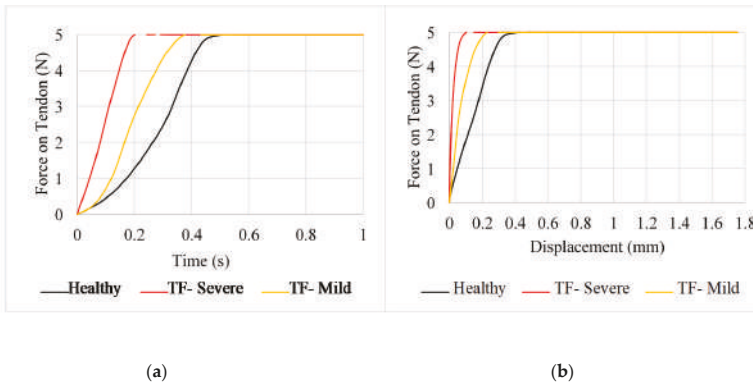 Force on Tendon (N)
5
4
3
2
1
0
0 0.2 0.4 0.6 0.8 1
Time (s)
Healthy TF- Severe TF- Mild
Force on Tendon (N)
5
4
3
2
1
0
0 0.2 0.4 0.6 0.8 1 1.2 1.4 1.6 1.8
Displacement (mm)
Healthy TF- Severe TF- Mild
(a) (b)